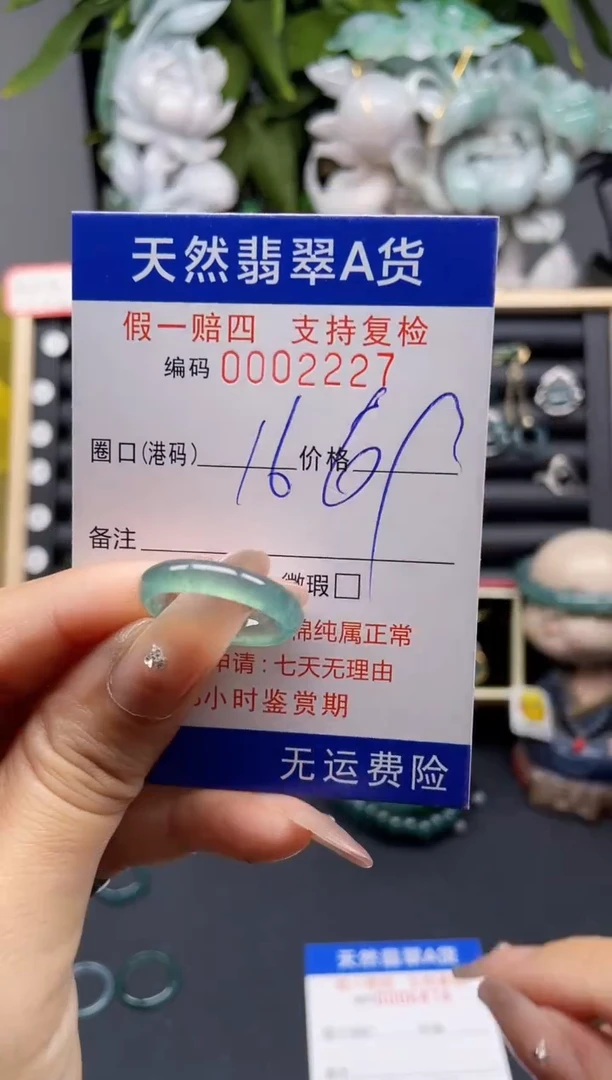 天然翡翠A货
假一赔四 支持复检
编码 0002227
圈口(港码) 16 价格
备注
微瑕□
棉纯属正常
申请:七天无理由
小时鉴赏期
无运费险
天然翡翠A货